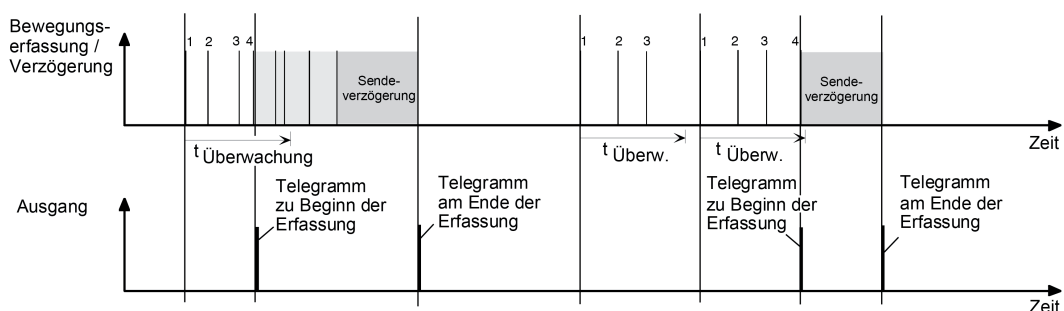 Bewegungs-
erfassung /
Verzögerung
1 2 3 4 1 2 3 1 2 3 4
Sende-
verzögerung
Sende-
verzögerung
Zeit
t Überwachung
t Überw.
t Überw.
Ausgang
Telegramm
zu Beginn der
Erfassung
Telegramm
am Ende der
Erfassung
Telegramm
zu Beginn der
Erfassung
Telegramm
am Ende der
Erfassung
Zeit